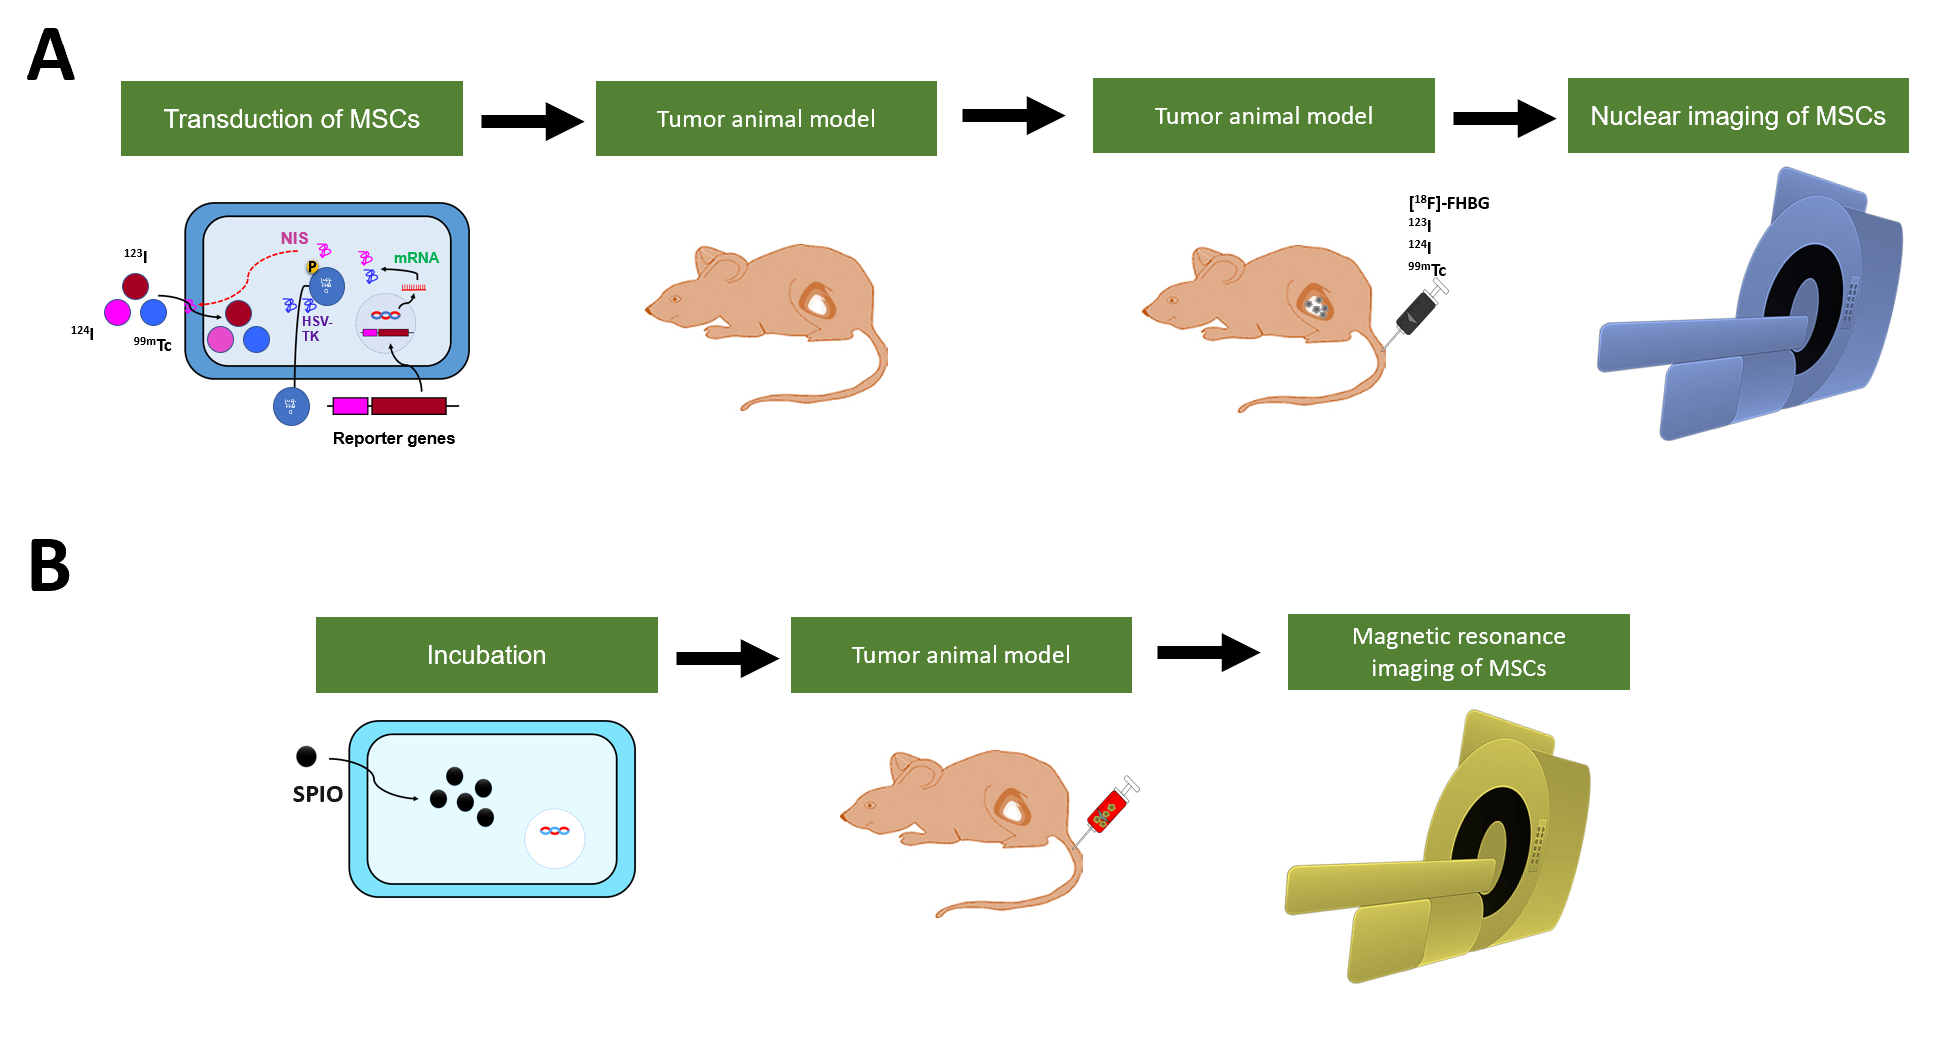 A
Transduction of MSCs
Tumor animal model
Tumor animal model
Nuclear imaging of MSCs
[¹⁸F]-FHBG
¹²³I
¹²⁴I
⁹⁹ᵐTc
¹²³I
¹²⁴I
⁹⁹ᵐTc
NIS
P
mRNA
HSV-
TK
Reporter genes
B
Incubation
Tumor animal model
Magnetic resonance
imaging of MSCs
SPIO